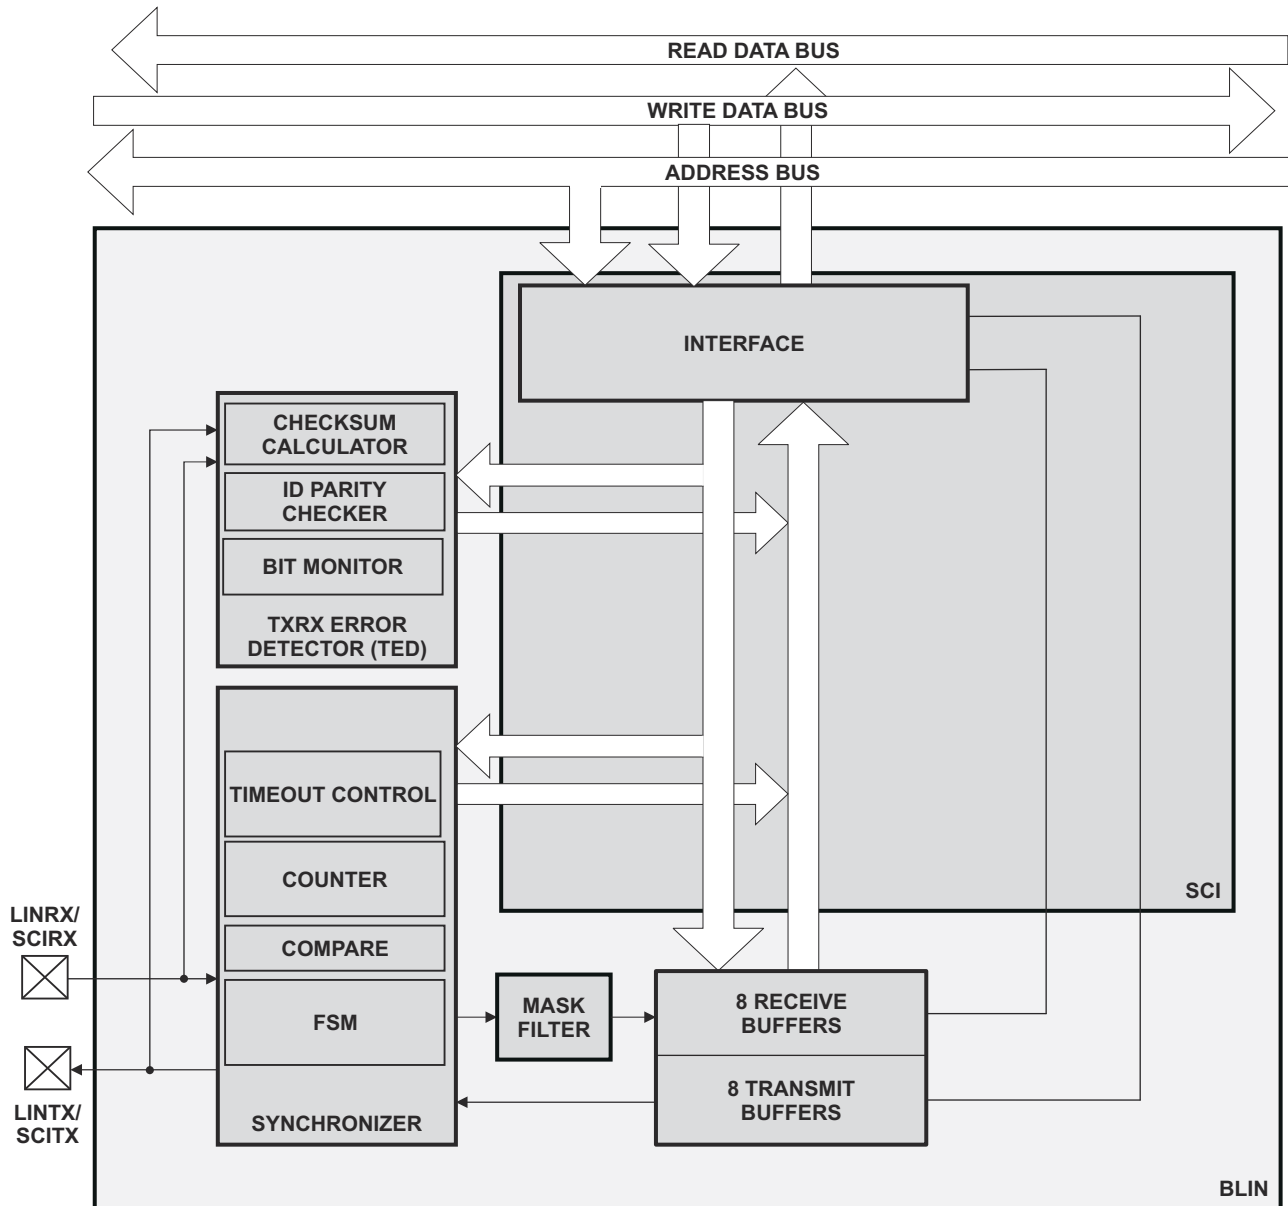 READ DATA BUS
WRITE DATA BUS
ADDRESS BUS
INTERFACE
CHECKSUM
CALCULATOR
ID PARITY
CHECKER
BIT MONITOR
TXRX ERROR
DETECTOR (TED)
TIMEOUT CONTROL
COUNTER
COMPARE
FSM
SYNCHRONIZER
SCI
LINRX/
SCIRX
LINTX/
SCITX
MASK
FILTER
8 RECEIVE
BUFFERS
8 TRANSMIT
BUFFERS
BLIN